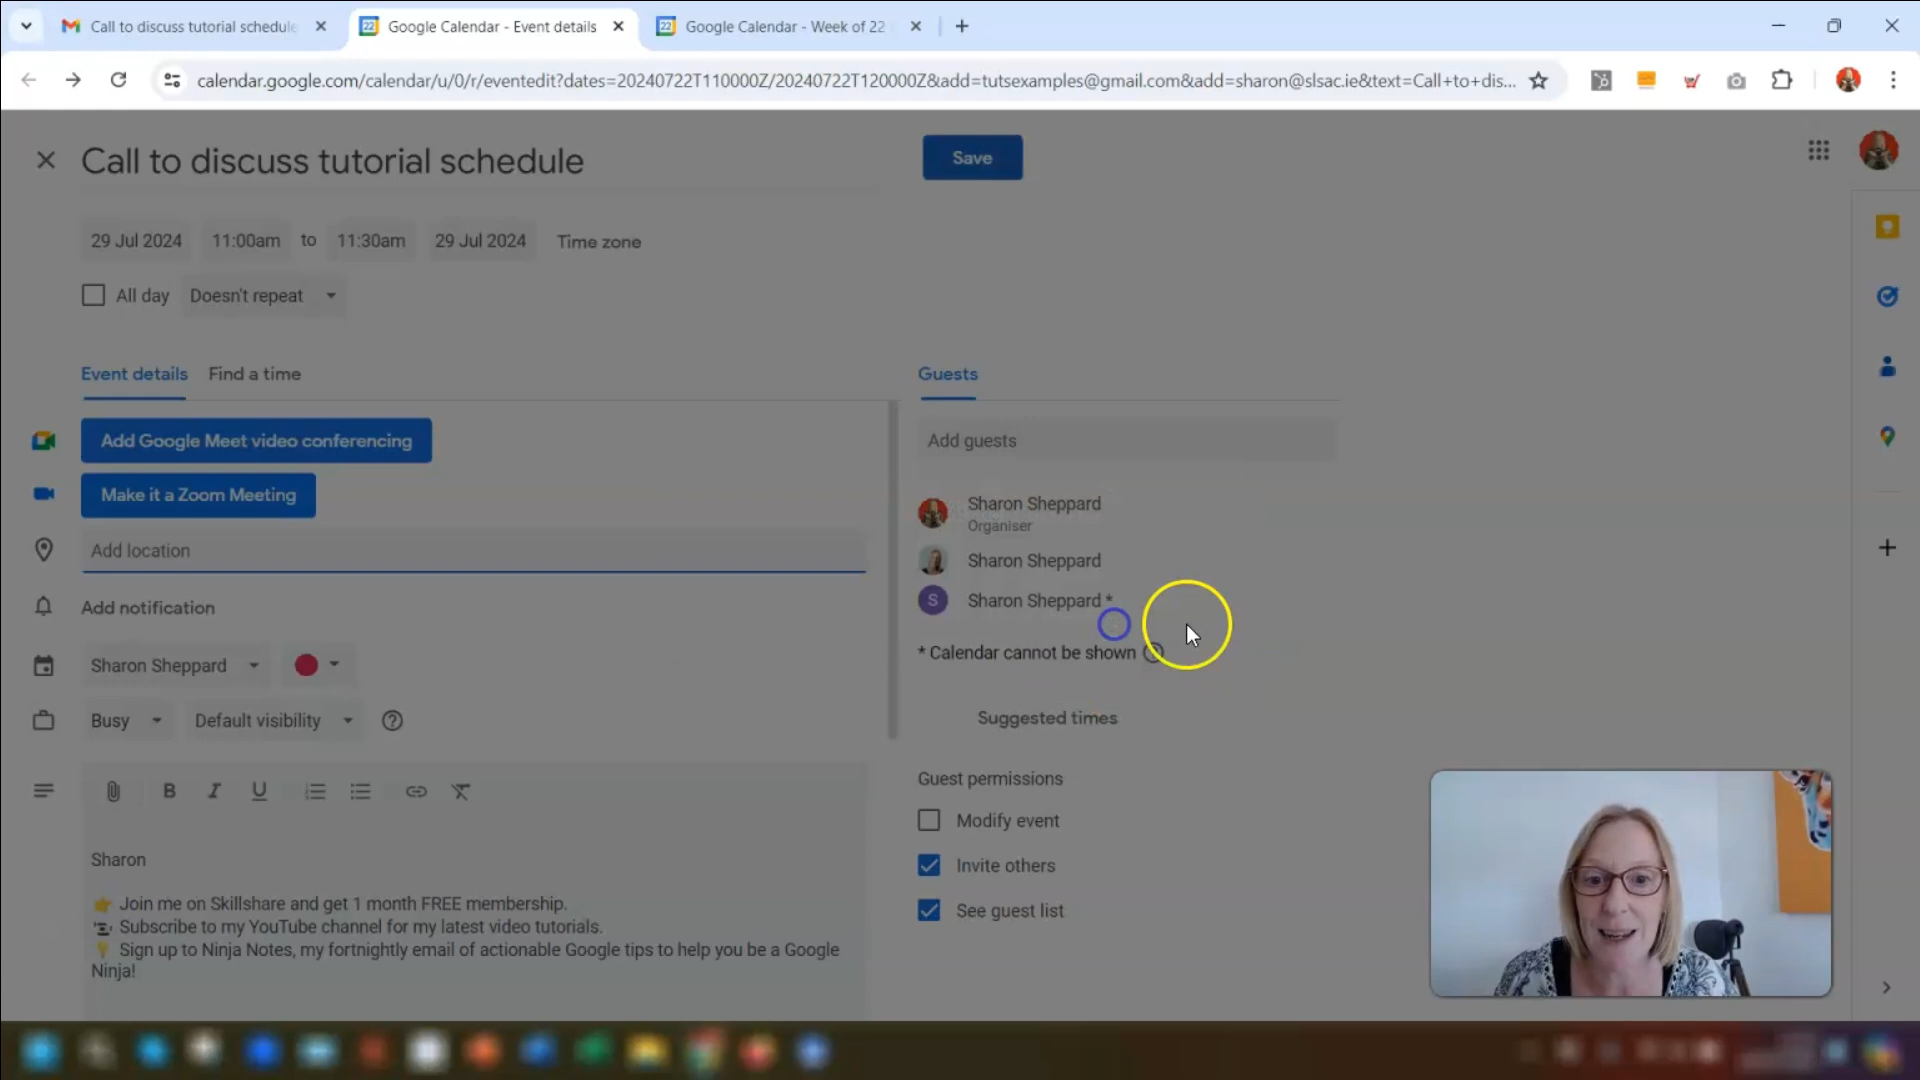 Call to discuss tutorial schedule
Google Calendar - Event details
Google Calendar - Week of 22
calendar.google.com/calendar/u/0/r/eventedit?dates=20240722T110000Z/20240722T120000Z&add=tutsexamples@gmail.com&add=sharon@slsac.ie&text=Call+to+dis...
Call to discuss tutorial schedule
Save
29 Jul 2024 11:00am to 11:30am 29 Jul 2024 Time zone
All day Doesn't repeat
Event details Find a time
Guests
Add Google Meet video conferencing
Add guests
Make it a Zoom Meeting
Sharon Sheppard
Organiser
Add location
Sharon Sheppard
Sharon Sheppard *
S
Add notification
* Calendar cannot be shown
Sharon Sheppard
Busy Default visibility
Suggested times
Guest permissions
B I U
Modify event
Sharon
Invite others
Join me on Skillshare and get 1 month FREE membership.
See guest list
Subscribe to my YouTube channel for my latest video tutorials.
Sign up to Ninja Notes, my fortnightly email of actionable Google tips to help you be a Google
Ninja!